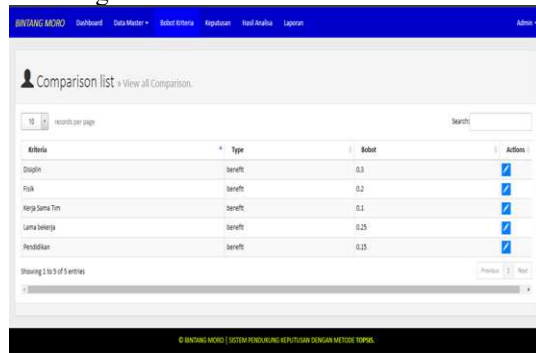 BINTANG MORO Dashboard Data Master Bobot Kriteria Keputusan Hasil Analisa Laporan Admin
Comparison list » View all Comparison.
10 records per page Search:
Kriteria Type Bobot Actions
Disiplin benefit 0.3
Fisik benefit 0.2
Kerja Sama Tim benefit 0.1
Lama bekerja benefit 0.25
Pendidikan benefit 0.15
Showing 1 to 5 of 5 entries Previous 1 Next
© BINTANG MORO | SISTEM PENDUKUNG KEPUTUSAN DENGAN METODE TOPSIS.